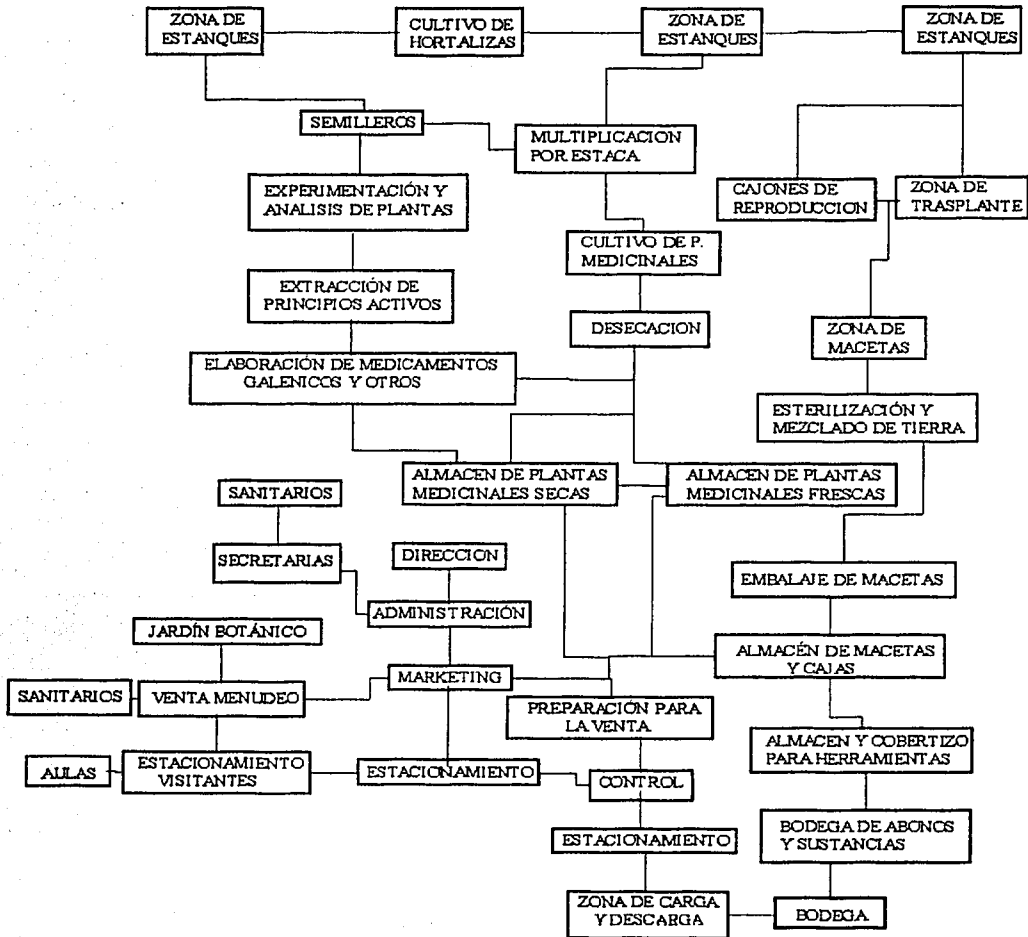 ZONA DE
ESTANQUES
CULTIVO DE
HORTALIZAS
ZONA DE
ESTANQUES
ZONA DE
ESTANQUES
SEMILLEROS
MULTIPLICACION
POR ESTACA
EXPERIMENTACIÓN Y
ANALISIS DE PLANTAS
CAJONES DE
REPRODUCCION
ZONA DE
TRASPLANTE
CULTIVO DE P.
MEDICINALES
EXTRACCIÓN DE
PRINCIPIOS ACTIVOS
DESECACION
ZONA DE
MACETAS
ELABORACIÓN DE MEDICAMENTOS
GALENICOS Y OTROS
ESTERILIZACIÓN Y
MEZCLADO DE TIERRA
ALMACEN DE PLANTAS
MEDICINALES SECAS
ALMACEN DE PLANTAS
MEDICINALES FRESCAS
SANITARIOS
SECRETARIAS
DIRECCION
EMBALAJE DE MACETAS
ADMINISTRACIÓN
JARDÍN BOTÁNICO
ALMACÉN DE MACETAS
Y CAJAS
MARKETING
SANITARIOS
VENTA MENUDEO
PREPARACIÓN PARA
LA VENTA
ALMACEN Y COBERTIZO
PARA HERRAMIENTAS
AULAS
ESTACIONAMIENTO
VISITANTES
ESTACIONAMIENTO
CONTROL
BODEGA DE ABONOS
Y SUSTANCIAS
ESTACIONAMIENTO
ZONA DE CARGA
Y DESCARGA
BODEGA